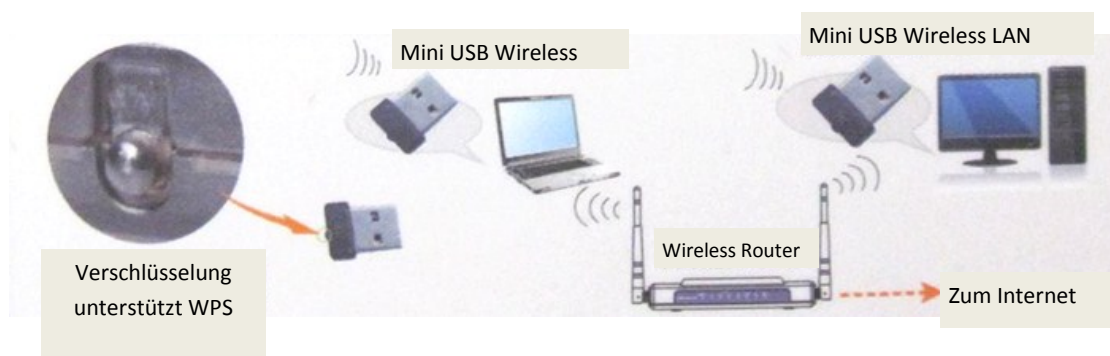 Mini USB Wireless
Mini USB Wireless LAN
Wireless Router
Verschlüsselung
unterstützt WPS
Zum Internet